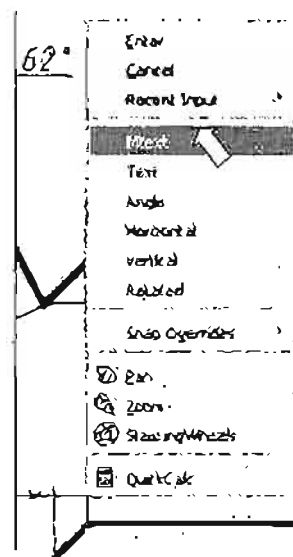 62°
Enter
Cancel
Recent Input
Mtext
Text
Angle
Horizontal
Vertical
Rotated
Snap Overrides
Pan
Zoom
SteeringWheels
QuickCalc